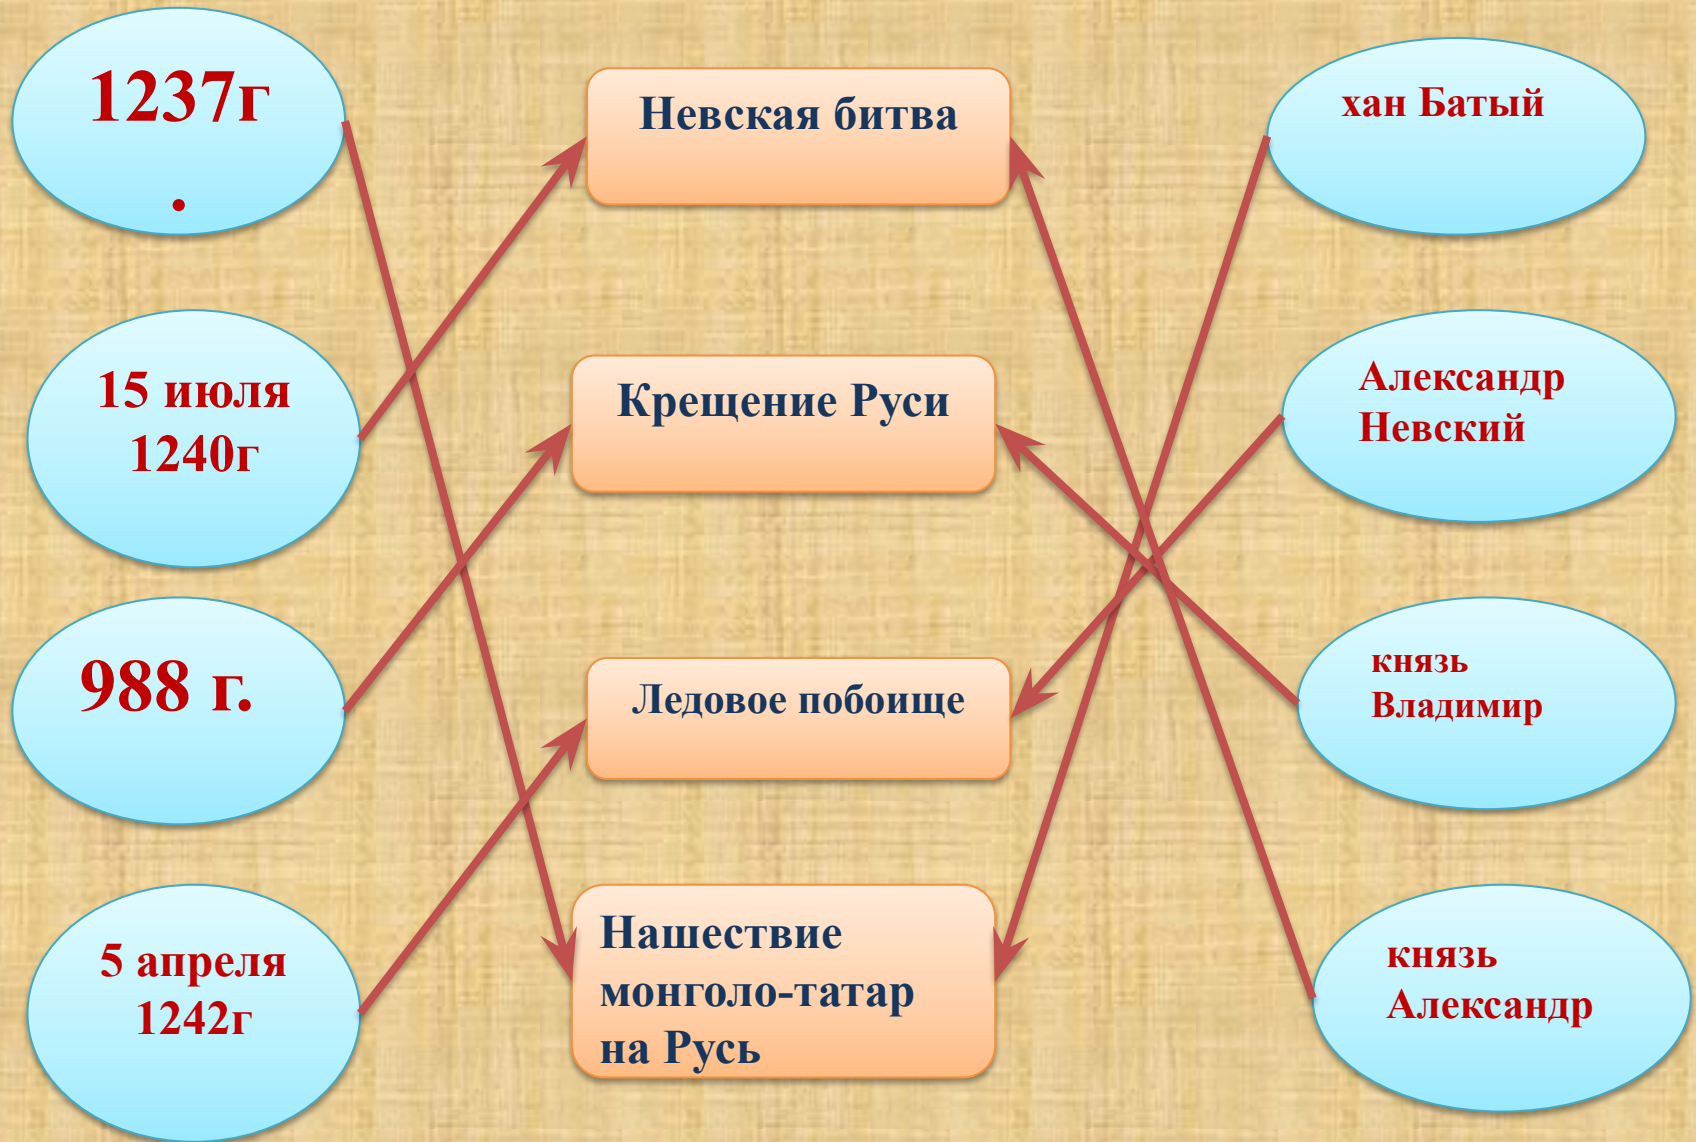 1237г
.
Невская битва
хан Батый
15 июля
1240г
Крещение Руси
Александр
Невский
988 г.
Ледовое побоище
князь
Владимир
5 апреля
1242г
Нашествие
монголо-татар
на Русь
князь
Александр